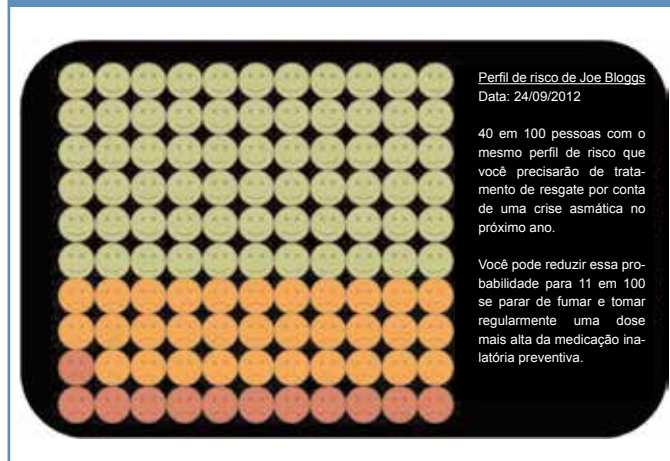 Perfil de risco de Joe Bloggs
Data: 24/09/2012
40 em 100 pessoas com o
mesmo perfil de risco que
você precisarão de trata-
mento de resgate por conta
de uma crise asmática no
próximo ano.
Você pode reduzir essa pro-
babilidade para 11 em 100
se parar de fumar e tomar
regularmente uma dose
mais alta da medicação ina-
latória preventiva.